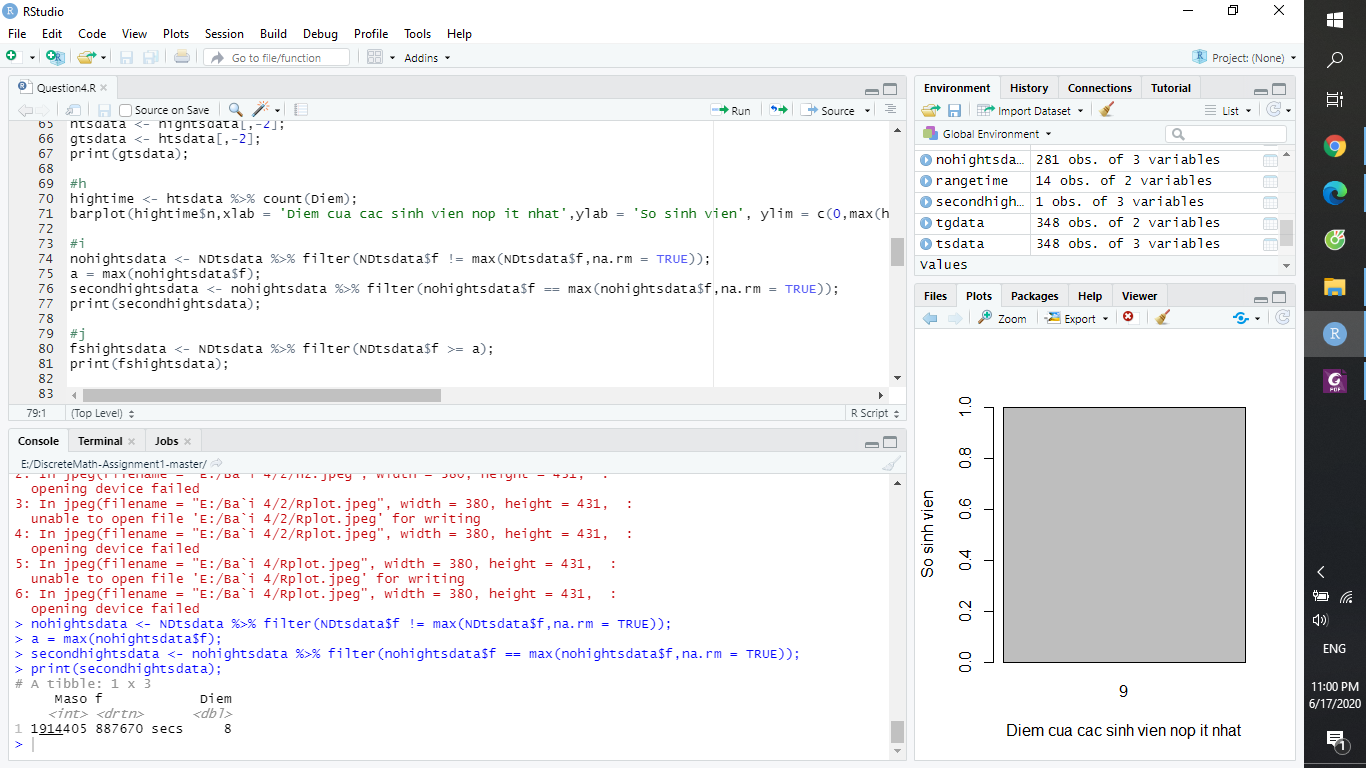 RStudio
File Edit Code View Plots Session Build Debug Profile Tools Help
Go to file/function Addins Project: (None)
Question4.R
Source on Save Run Source
65 htsdata <- hightsdata[,-2];
66 gtsdata <- htsdata[,-2];
67 print(gtsdata);
68
69 #h
70 hightime <- htsdata %>% count(Diem);
71 barplot(hightime$n,xlab = 'Diem cua cac sinh vien nop it nhat',ylab = 'So sinh vien', ylim = c(0,max(h
72
73 #i
74 nohightsdata <- NDtsdata %>% filter(NDtsdata$f != max(NDtsdata$f,na.rm = TRUE));
75 a = max(nohightsdata$f);
76 secondhightsdata <- nohightsdata %>% filter(nohightsdata$f == max(nohightsdata$f,na.rm = TRUE));
77 print(secondhightsdata);
78
79 #j
80 fshightsdata <- NDtsdata %>% filter(NDtsdata$f >= a);
81 print(fshightsdata);
82
83
79:1 (Top Level) R Script
Console Terminal Jobs
E:/DiscreteMath-Assignment1-master/
2: In jpeg(filename = "E:/Ba`i 4/2/h2.jpeg", width = 380, height = 431, :
opening device failed
3: In jpeg(filename = "E:/Ba`i 4/2/Rplot.jpeg", width = 380, height = 431, :
unable to open file 'E:/Ba`i 4/2/Rplot.jpeg' for writing
4: In jpeg(filename = "E:/Ba`i 4/2/Rplot.jpeg", width = 380, height = 431, :
opening device failed
5: In jpeg(filename = "E:/Ba`i 4/Rplot.jpeg", width = 380, height = 431, :
unable to open file 'E:/Ba`i 4/Rplot.jpeg' for writing
6: In jpeg(filename = "E:/Ba`i 4/Rplot.jpeg", width = 380, height = 431, :
opening device failed
> nohightsdata <- NDtsdata %>% filter(NDtsdata$f != max(NDtsdata$f,na.rm = TRUE));
> a = max(nohightsdata$f);
> secondhightsdata <- nohightsdata %>% filter(nohightsdata$f == max(nohightsdata$f,na.rm = TRUE));
> print(secondhightsdata);
# A tibble: 1 x 3
Maso f Diem
<int> <drtn> <dbl>
1 1914405 887670 secs 8
>
Environment History Connections Tutorial
Import Dataset List
Global Environment
nohightsda... 281 obs. of 3 variables
rangetime 14 obs. of 2 variables
secondhigh... 1 obs. of 3 variables
tgdata 348 obs. of 2 variables
tsdata 348 obs. of 3 variables
Values
Files Plots Packages Help Viewer
Zoom Export
So sinh vien
1.0
0.8
0.6
0.4
0.2
0.0
9
Diem cua cac sinh vien nop it nhat
PDF
ENG
11:00 PM
6/17/2020
1